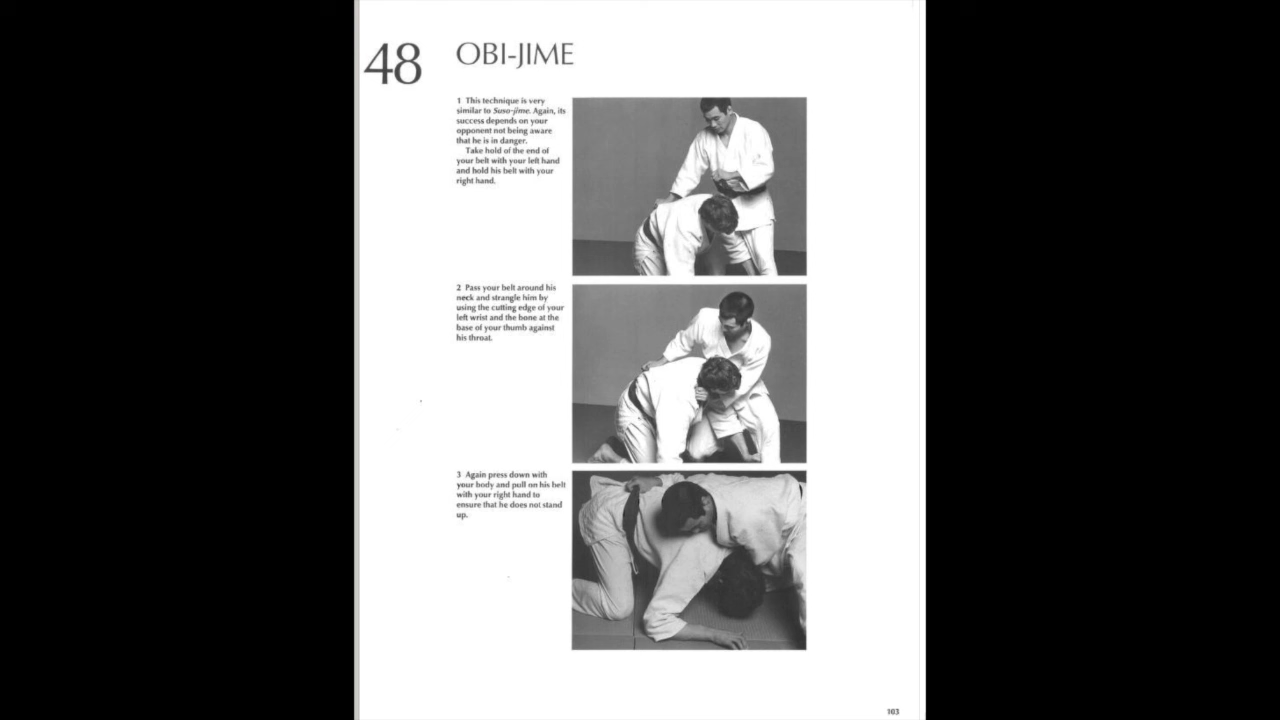 48
OBI-JIME
1 This technique is very
similar to Suso-jime. Again, its
success depends on your
opponent not being aware
that he is in danger.
Take hold of the end of
your belt with your left hand
and hold his belt with your
right hand.
2 Pass your belt around his
neck and strangle him by
using the cutting edge of your
left wrist and the bone at the
base of your thumb against
his throat.
3 Again press down with
your body and pull on his belt
with your right hand to
ensure that he does not stand
up.
103